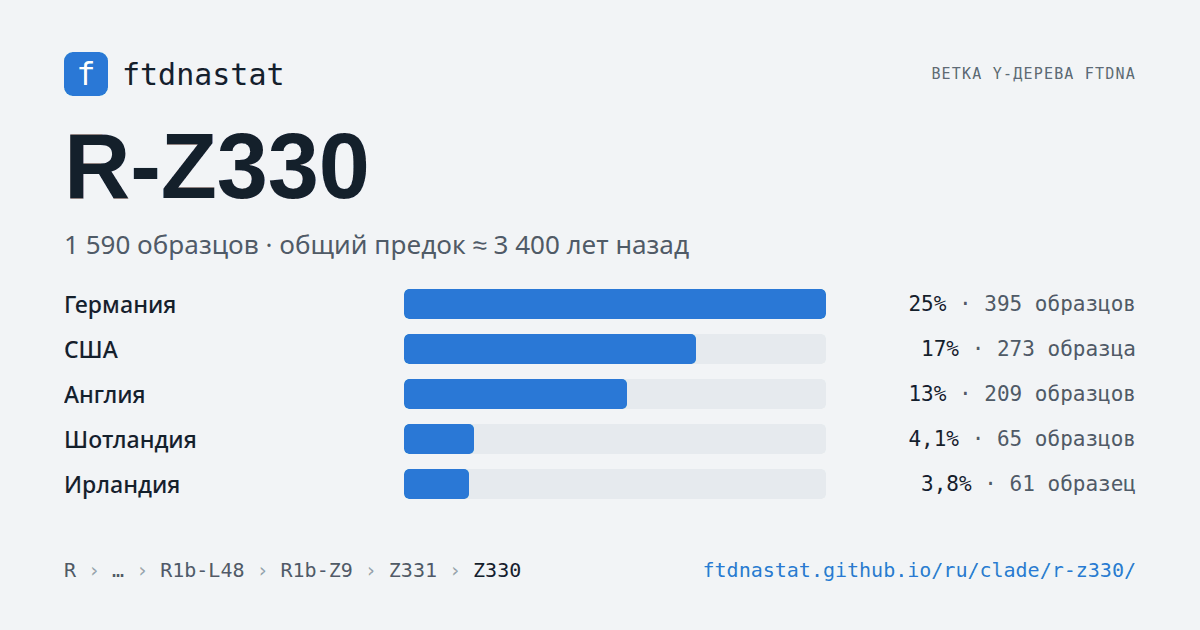 f ftdnastat
ВЕТКА Y-ДЕРЕВА FTDNA
R-Z330
1 590 образцов · общий предок ≈ 3 400 лет назад
Германия 25% · 395 образцов
США 17% · 273 образца
Англия 13% · 209 образцов
Шотландия 4,1% · 65 образцов
Ирландия 3,8% · 61 образец
R › … › R1b-L48 › R1b-Z9 › Z331 › Z330
ftdnastat.github.io/ru/clade/r-z330/